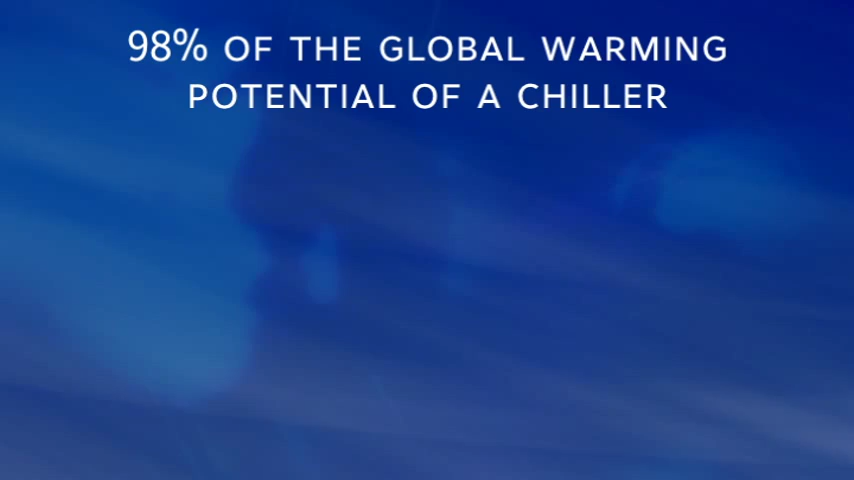 98% OF THE GLOBAL WARMING
POTENTIAL OF A CHILLER